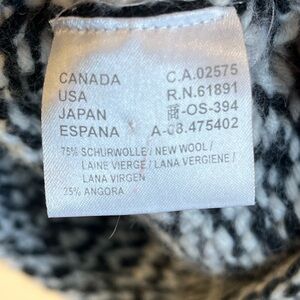 CANADA C.A.02575
USA R.N.61891
JAPAN 商-OS-394
ESPANA A-08.475402
75% SCHURWOLLE / NEW WOOL /
LAINE VIERGE / LANA VERGIENE /
LANA VIRGEN
25% ANGORA